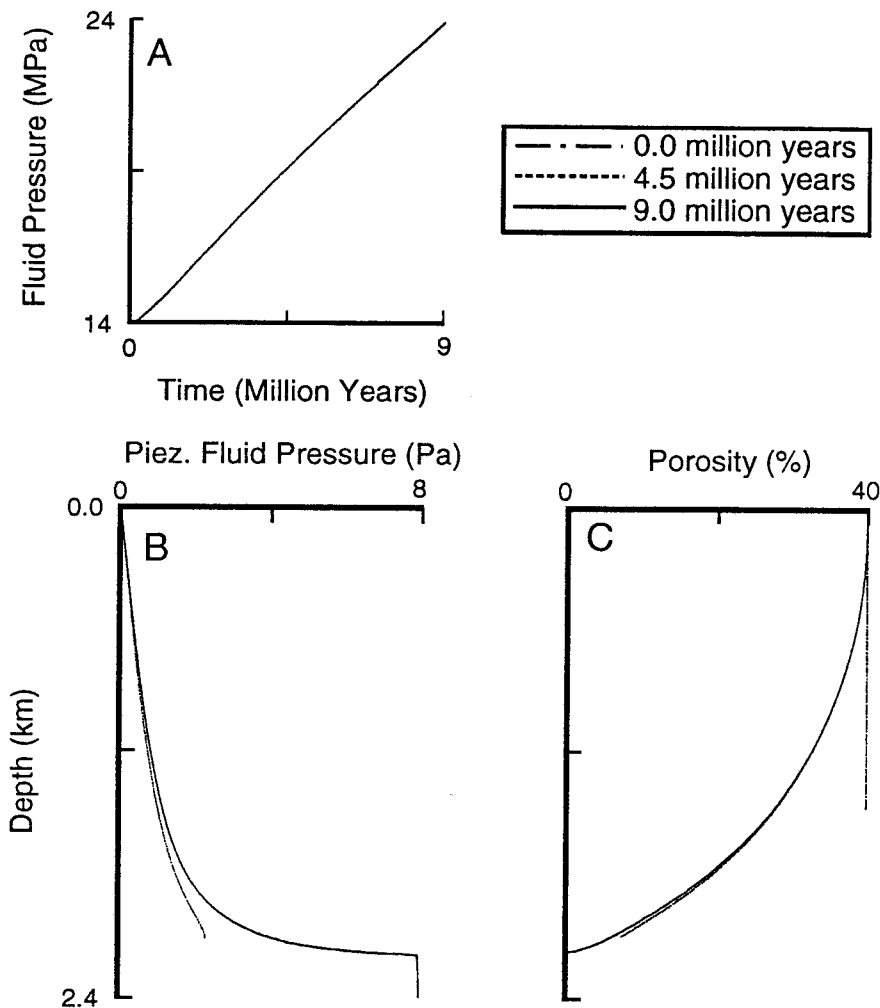 24
A
Fluid Pressure (MPa)
14
0
9
Time (Million Years)
0.0 million years
4.5 million years
9.0 million years
Piez. Fluid Pressure (Pa)
0
8
0.0
B
Depth (km)
2.4
Porosity (%)
0
40
C